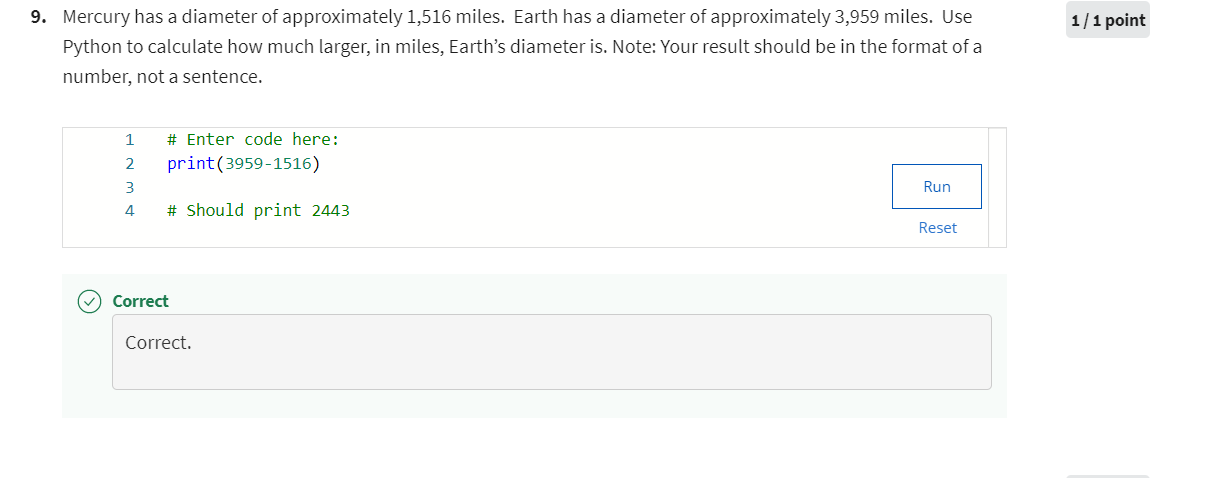 9. Mercury has a diameter of approximately 1,516 miles.  Earth has a diameter of approximately 3,959 miles.  Use
1 / 1 point
Python to calculate how much larger, in miles, Earth’s diameter is. Note: Your result should be in the format of a
number, not a sentence.
1 # Enter code here:
2 print(3959-1516)
3
Run
4 # Should print 2443
Reset
Correct
Correct.